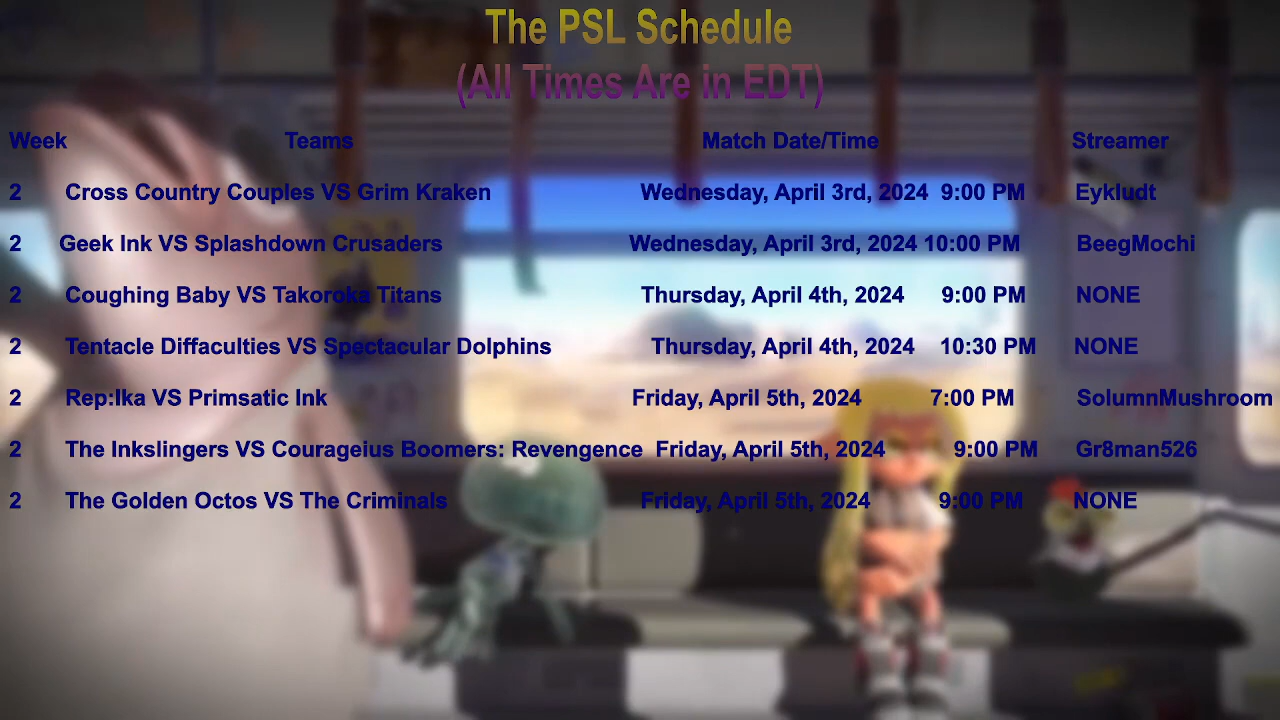 The PSL Schedule
(All Times Are in EDT)
Week Teams Match Date/Time Streamer
2 Cross Country Couples VS Grim Kraken Wednesday, April 3rd, 2024 9:00 PM Eykludt
2 Geek Ink VS Splashdown Crusaders Wednesday, April 3rd, 2024 10:00 PM BeegMochi
2 Coughing Baby VS Takoroka Titans Thursday, April 4th, 2024 9:00 PM NONE
2 Tentacle Diffaculties VS Spectacular Dolphins Thursday, April 4th, 2024 10:30 PM NONE
2 Rep:Ika VS Primsatic Ink Friday, April 5th, 2024 7:00 PM SolumnMushroom
2 The Inkslingers VS Courageius Boomers: Revengence Friday, April 5th, 2024 9:00 PM Gr8man526
2 The Golden Octos VS The Criminals Friday, April 5th, 2024 9:00 PM NONE